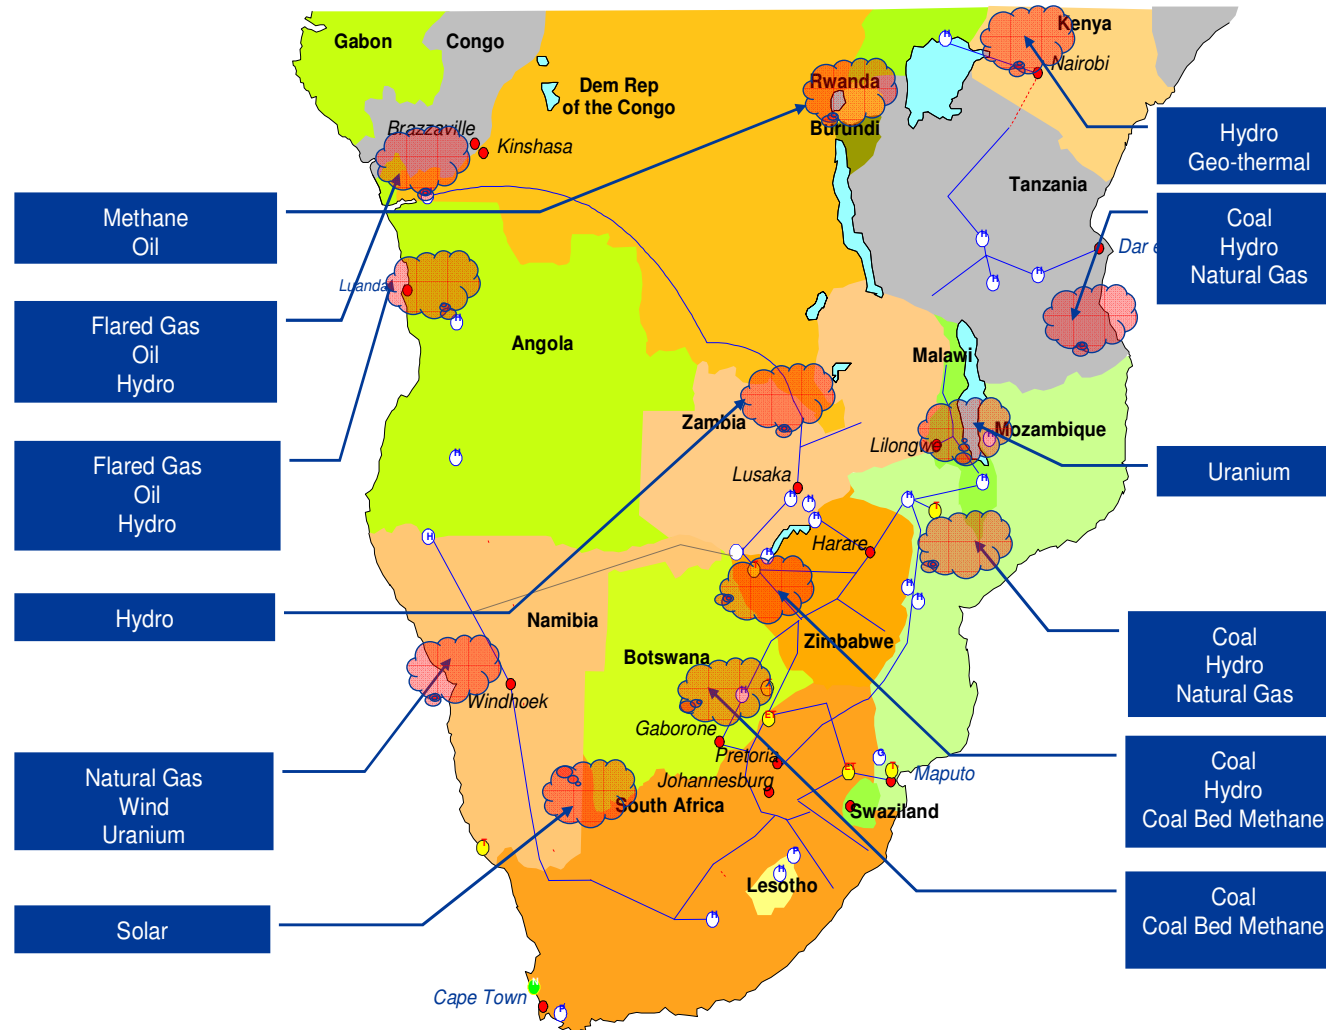 Gabon
Congo
Dem Rep
of the Congo
Rwanda
Burundi
Kenya
Nairobi
Brazzaville
Kinshasa
Tanzania
Dar e
Luanda
Angola
Malawi
Zambia
Lilongwe
Mozambique
Lusaka
Harare
Namibia
Botswana
Zimbabwe
Windhoek
Gaborone
Pretoria
Johannesburg
South Africa
Maputo
Swaziland
Lesotho
Cape Town
Methane
Oil
Flared Gas
Oil
Hydro
Flared Gas
Oil
Hydro
Hydro
Natural Gas
Wind
Uranium
Solar
Hydro
Geo-thermal
Coal
Hydro
Natural Gas
Uranium
Coal
Hydro
Natural Gas
Coal
Hydro
Coal Bed Methane
Coal
Coal Bed Methane
H
H
H
H
H
H
H
H
H
H
T
H
H
H
H
H
H
H
ET
ET
G
T
T
P
H
H
N
P